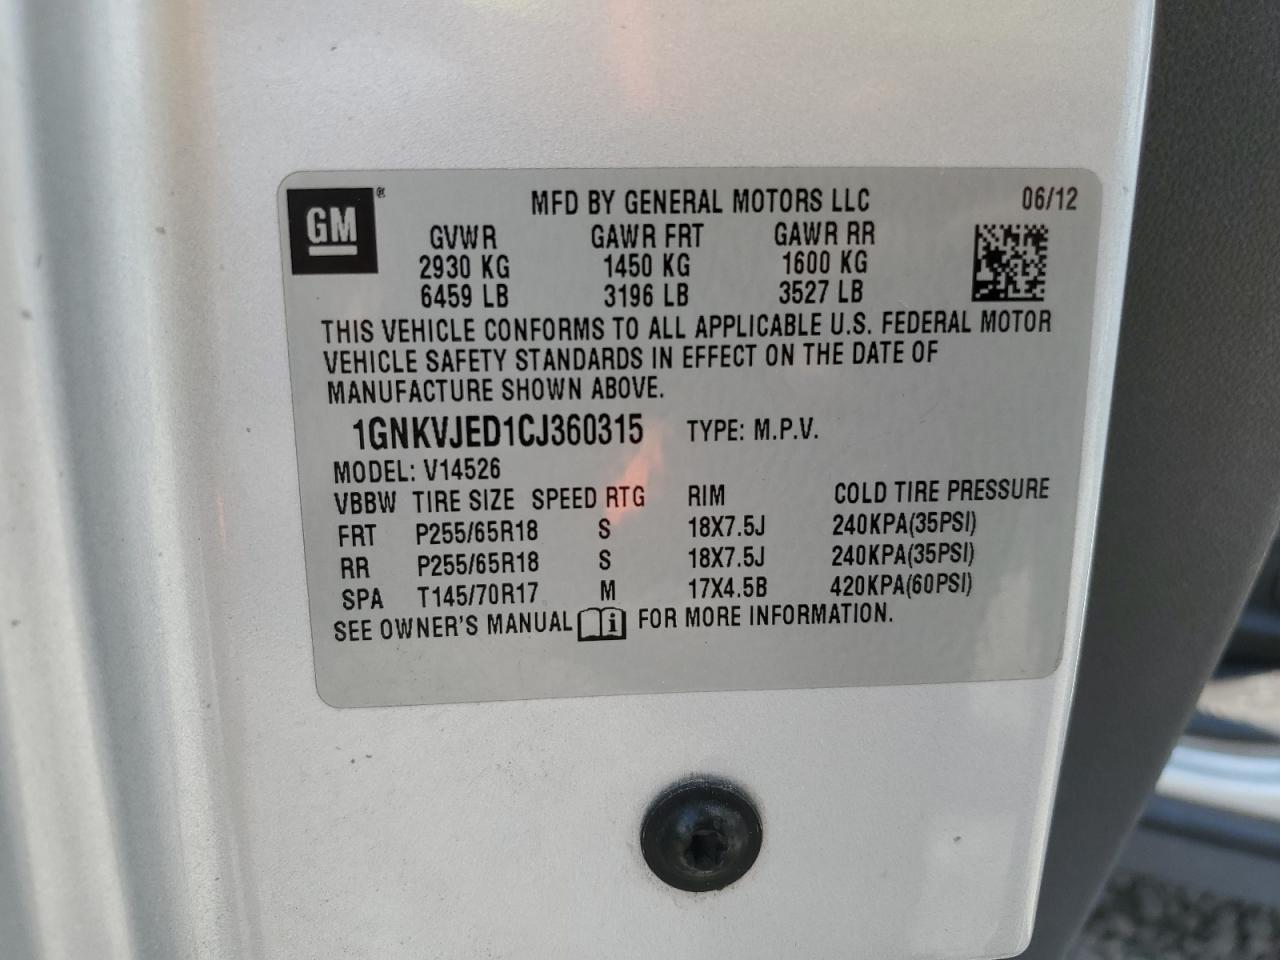 GM ® MFD BY GENERAL MOTORS LLC 06/12
GVWR GAWR FRT GAWR RR
2930 KG 1450 KG 1600 KG
6459 LB 3196 LB 3527 LB
THIS VEHICLE CONFORMS TO ALL APPLICABLE U.S. FEDERAL MOTOR
VEHICLE SAFETY STANDARDS IN EFFECT ON THE DATE OF
MANUFACTURE SHOWN ABOVE.
1GNKVJED1CJ360315 TYPE: M.P.V.
MODEL: V14526
VBBW TIRE SIZE SPEED RTG RIM COLD TIRE PRESSURE
FRT P255/65R18 S 18X7.5J 240KPA(35PSI)
RR P255/65R18 S 18X7.5J 240KPA(35PSI)
SPA T145/70R17 M 17X4.5B 420KPA(60PSI)
SEE OWNER'S MANUAL i FOR MORE INFORMATION.